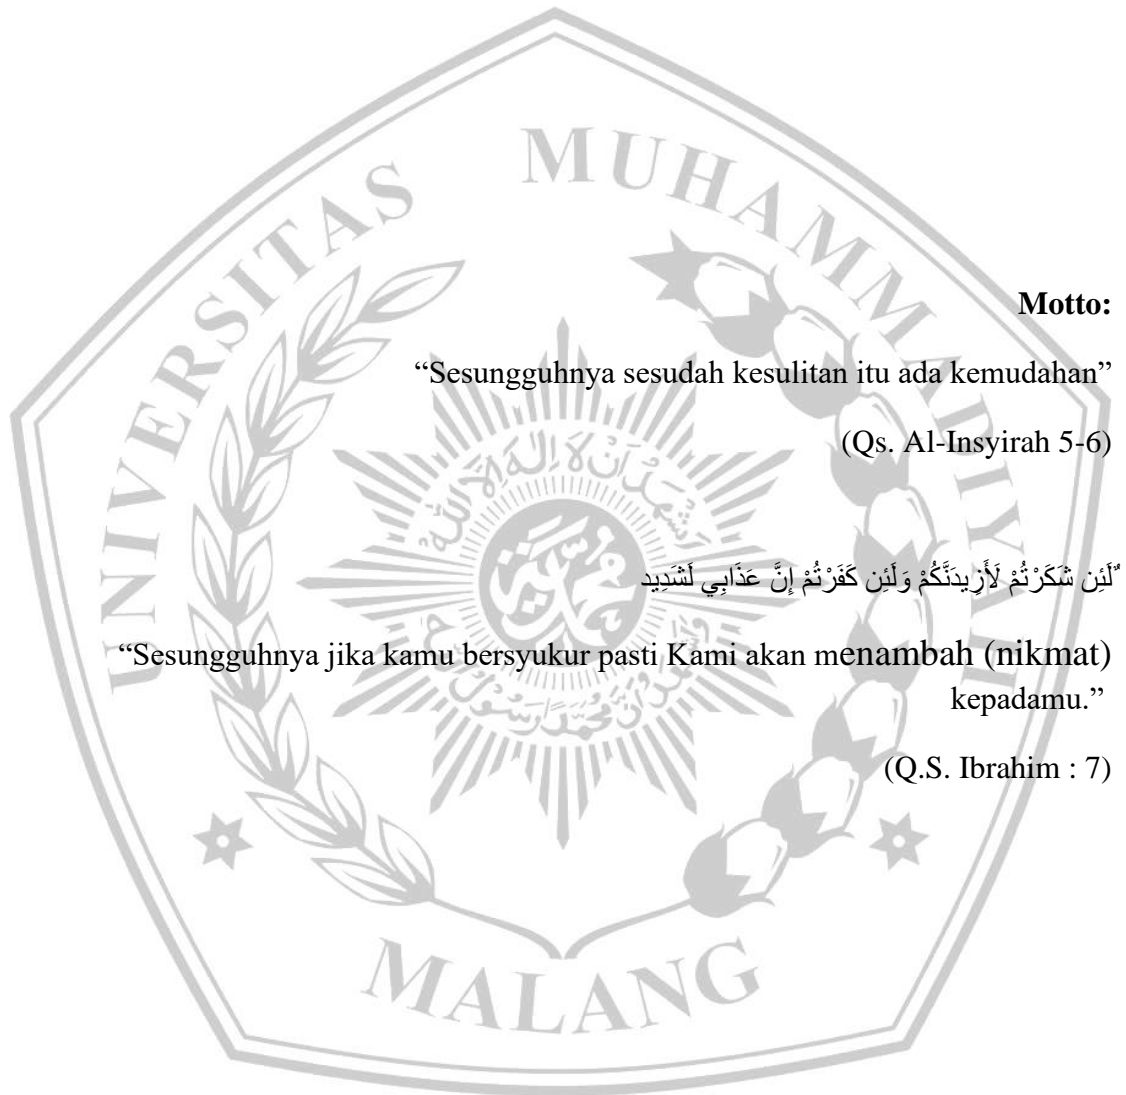 UNIVERSITAS MUHAMMADIYAH
Motto:
“Sesungguhnya sesudah kesulitan itu ada kemudahan”
(Qs. Al-Insyirah 5-6)
لَئِن شَكَرْتُمْ لَأَزِيدَنَّكُمْ وَلَئِن كَفَرْتُمْ إِنَّ عَذَابِي لَشَدِيدٌ
“Sesungguhnya jika kamu bersyukur pasti Kami akan menambah (nikmat)
kepadamu.”
(Q.S. Ibrahim : 7)
MALANG